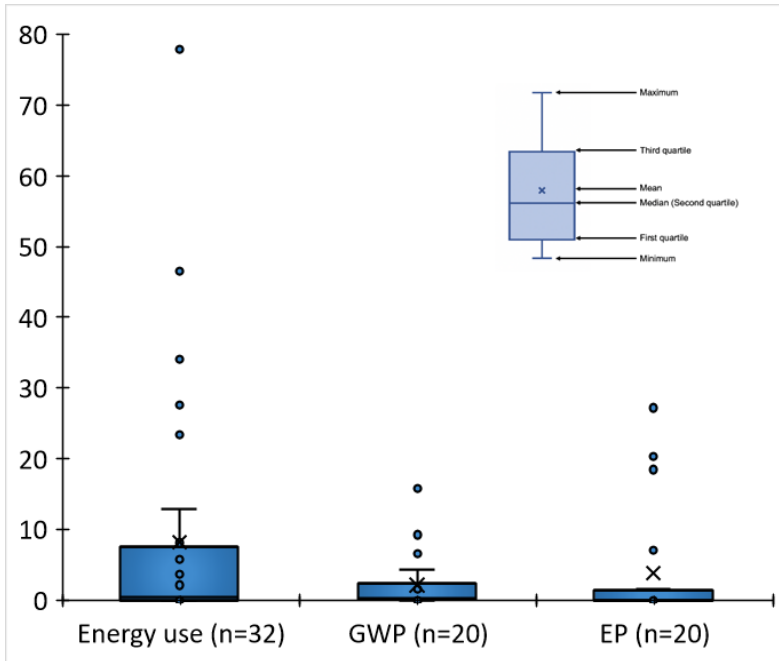 80
70
60
50
40
30
20
10
0
Maximum
Third quartile
Mean
Median (Second quartile)
First quartile
Minimum
Energy use (n=32)
GWP (n=20)
EP (n=20)